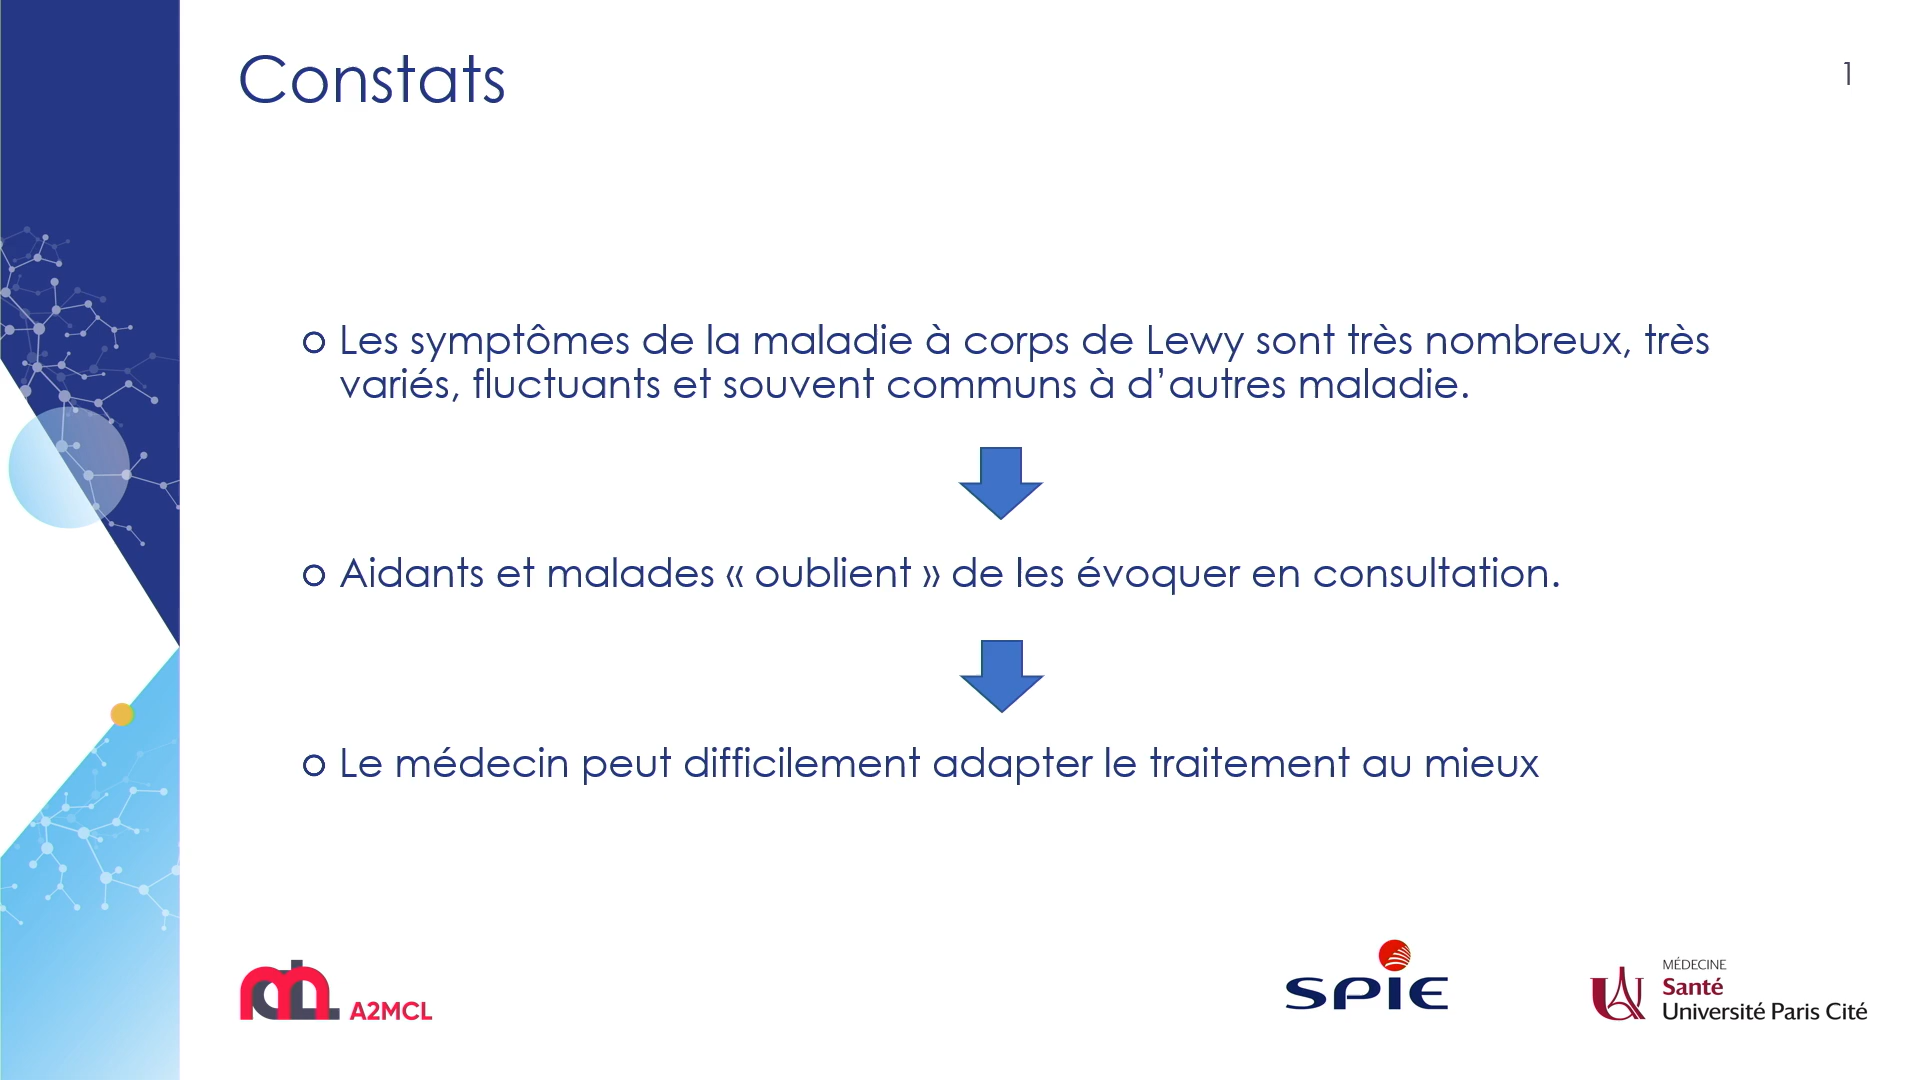 Constats
1
Les symptômes de la maladie à corps de Lewy sont très nombreux, très
variés, fluctuants et souvent communs à d’autres maladie.
Aidants et malades « oublient » de les évoquer en consultation.
Le médecin peut difficilement adapter le traitement au mieux
A2MCL
SPIE
MÉDECINE
Santé
Université Paris Cité